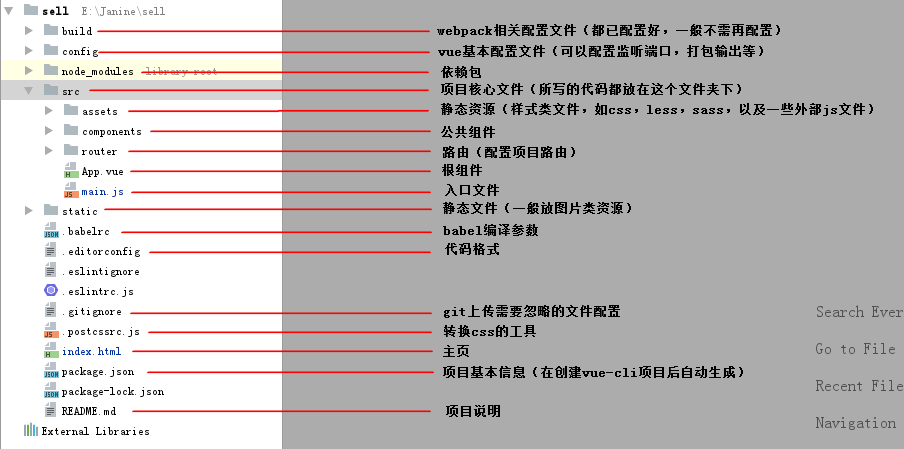 sell E:\Janine\sell
build webpack相关配置文件（都已配置好，一般不需再配置）
config vue基本配置文件（可以配置监听端口，打包输出等）
node_modules library root 依赖包
src 项目核心文件（所写的代码都放在这个文件夹下）
assets 静态资源（样式类文件，如css，less，sass，以及一些外部js文件）
components 公共组件
router 路由（配置项目路由）
App.vue 根组件
main.js 入口文件
static 静态文件（一般放图片类资源）
.babelrc babel编译参数
.editorconfig 代码格式
.eslintignore
.eslintrc.js
.gitignore git上传需要忽略的文件配置 Search Ever
.postcssrc.js 转换css的工具
index.html 主页 Go to File
package.json 项目基本信息（在创建vue-cli项目后自动生成）
package-lock.json Recent File
README.md 项目说明
Navigation
External Libraries